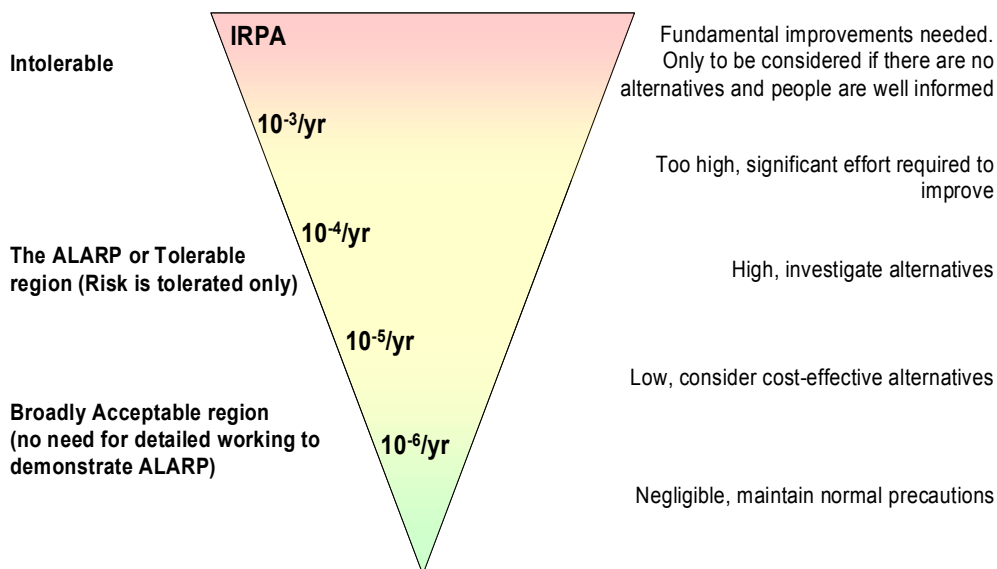 IRPA
Intolerable
Fundamental improvements needed.
Only to be considered if there are no
alternatives and people are well informed
10⁻³/yr
Too high, significant effort required to
improve
10⁻⁴/yr
The ALARP or Tolerable
region (Risk is tolerated only)
High, investigate alternatives
10⁻⁵/yr
Low, consider cost-effective alternatives
Broadly Acceptable region
(no need for detailed working to
demonstrate ALARP)
10⁻⁶/yr
Negligible, maintain normal precautions